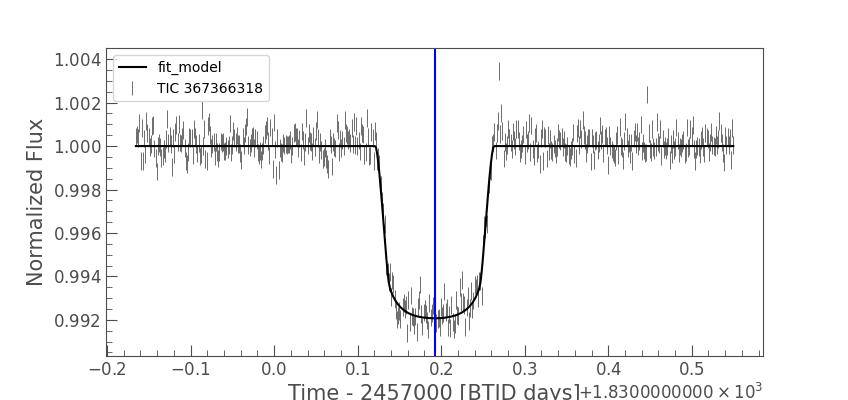 fit_model
TIC 367366318
1.004
1.002
1.000
0.998
0.996
0.994
0.992
Normalized Flux
−0.2 −0.1 0.0 0.1 0.2 0.3 0.4 0.5
Time - 2457000 [BTJD days]
+1.8300000000 × 10³